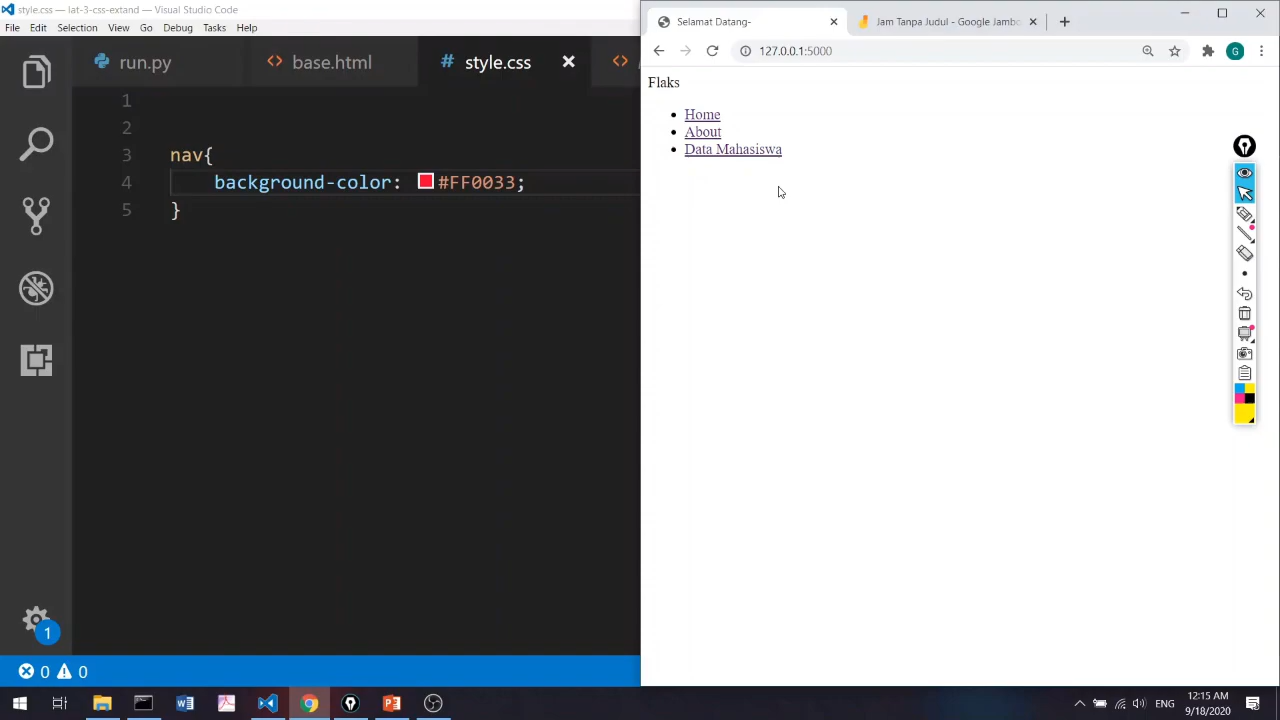 style.css — lat-3-css-extand — Visual Studio Code
File Edit Selection View Go Debug Tasks Help
run.py
base.html
style.css
1
2
3 nav{
4 background-color: #FF0033;
5 }
1
0 0
Selamat Datang-
Jam Tanpa Judul - Google Jambo
127.0.0.1:5000
G
Flaks
Home
About
Data Mahasiswa
ENG
12:15 AM
9/18/2020